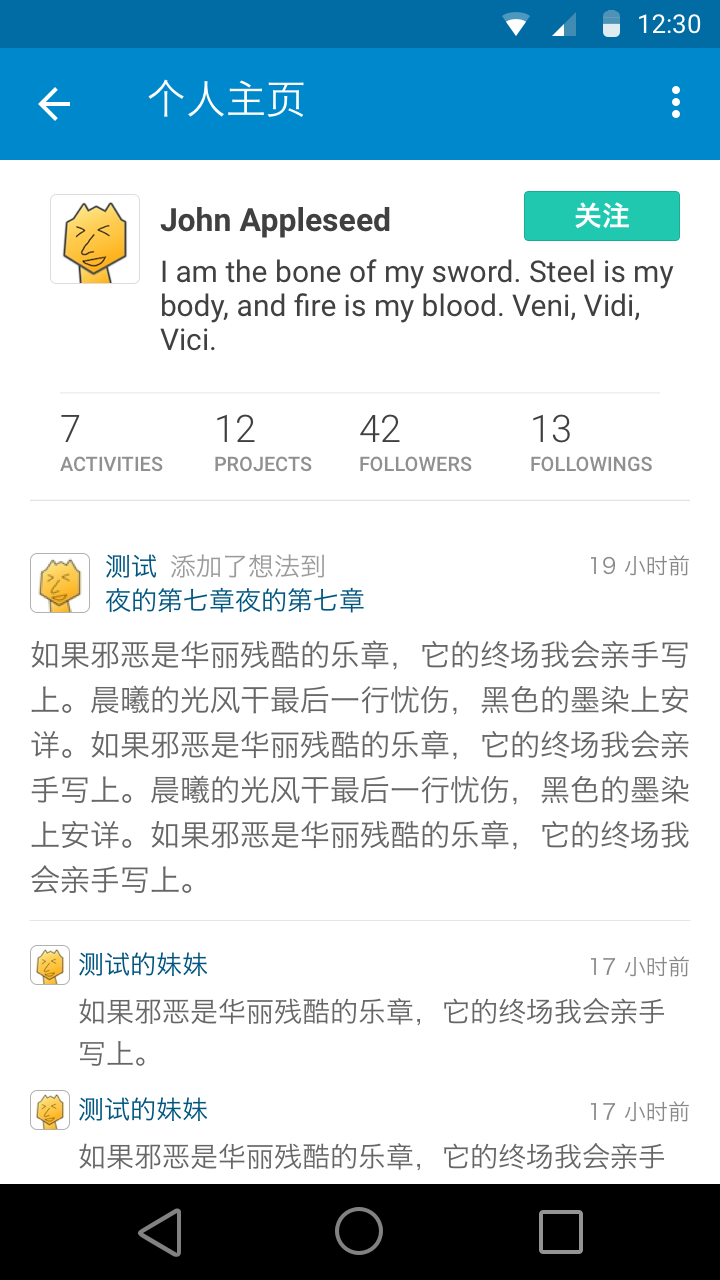 12:30
个人主页
John Appleseed
关注
I am the bone of my sword. Steel is my
body, and fire is my blood. Veni, Vidi,
Vici.
7 12 42 13
ACTIVITIES PROJECTS FOLLOWERS FOLLOWINGS
测试 添加了想法到 19 小时前
夜的第七章夜的第七章
如果邪恶是华丽残酷的乐章，它的终场我会亲手写
上。晨曦的光风干最后一行忧伤，黑色的墨染上安
详。如果邪恶是华丽残酷的乐章，它的终场我会亲
手写上。晨曦的光风干最后一行忧伤，黑色的墨染
上安详。如果邪恶是华丽残酷的乐章，它的终场我
会亲手写上。
测试的妹妹 17 小时前
如果邪恶是华丽残酷的乐章，它的终场我会亲手
写上。
测试的妹妹 17 小时前
如果邪恶是华丽残酷的乐章，它的终场我会亲手